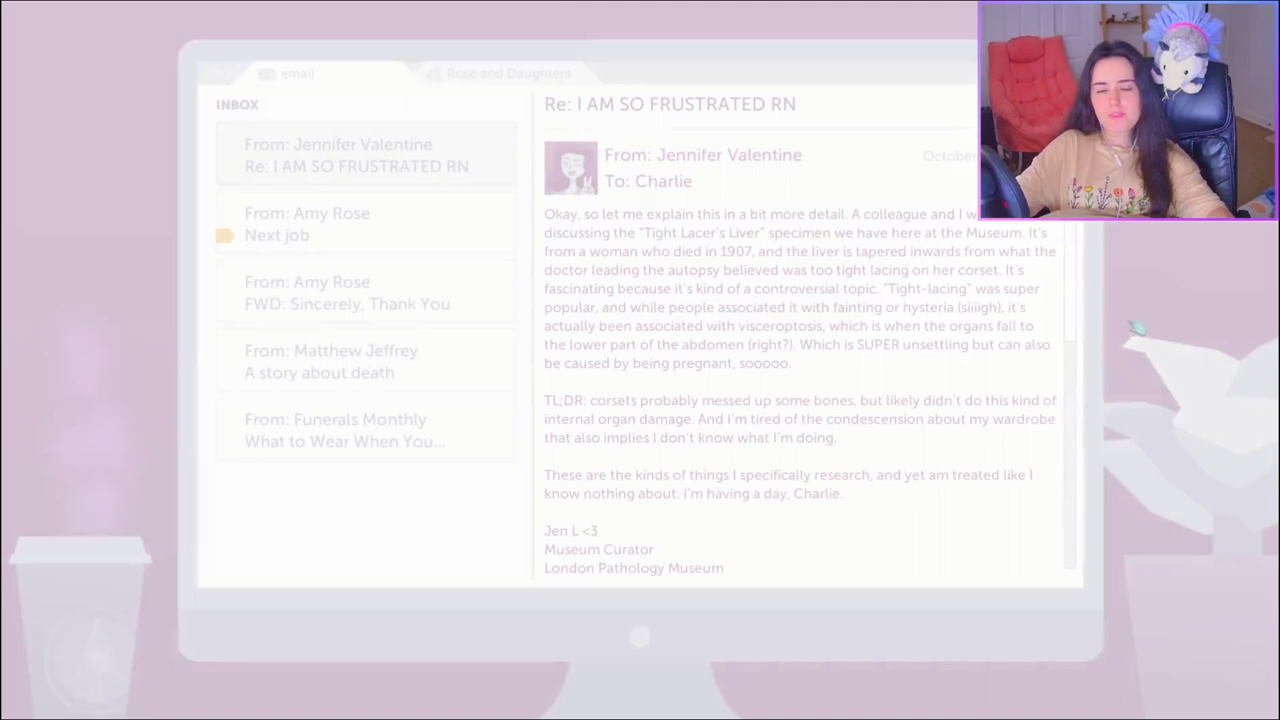 email
Rose and Daughters
INBOX
From: Jennifer Valentine
Re: I AM SO FRUSTRATED RN
From: Amy Rose
Next job
From: Amy Rose
FWD: Sincerely, Thank You
From: Matthew Jeffrey
A story about death
From: Funerals Monthly
What to Wear When You...
Re: I AM SO FRUSTRATED RN
From: Jennifer Valentine
October
To: Charlie
Okay, so let me explain this in a bit more detail. A colleague and I
discussing the "Tight Lacer's Liver" specimen we have here at the Museum. It's
from a woman who died in 1907, and the liver is tapered inwards from what the
doctor leading the autopsy believed was too tight lacing on her corset. It's
fascinating because it's kind of a controversial topic. "Tight-lacing" was super
popular, and while people associated it with fainting or hysteria (siiiigh), it's
actually been associated with visceroptosis, which is when the organs fall to
the lower part of the abdomen (right?). Which is SUPER unsettling but can also
be caused by being pregnant, sooooo.
TL;DR: corsets probably messed up some bones, but likely didn't do this kind of
internal organ damage. And I'm tired of the condescension about my wardrobe
that also implies I don't know what I'm doing.
These are the kinds of things I specifically research, and yet am treated like I
know nothing about. I'm having a day, Charlie.
Jen L <3
Museum Curator
London Pathology Museum